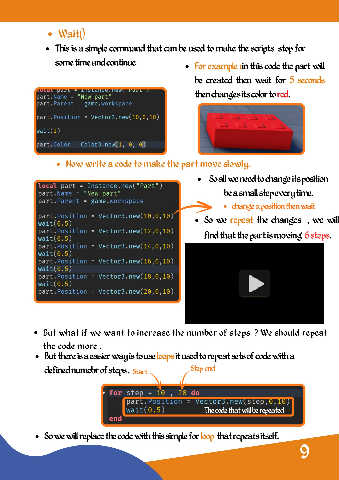 • Wait()
• This is a simple command that can be used to make the scripts stop for
some time and continue
local part = Instance.new("Part")
part.Name = "New part"
part.Parent = game.workspace
part.Position = Vector3.new(10,0,10)
wait(5)
part.Color = Color3.new(1, 0, 0)
• For example in this code the part will
be created then wait for 5 seconds
then changes its color to red.
• Now write a code to make the part move slowly.
local part = Instance.new("Part")
part.Name = "New part"
part.Parent = game.workspace
part.Position = Vector3.new(10,0,10)
wait(0.5)
part.Position = Vector3.new(12,0,10)
wait(0.5)
part.Position = Vector3.new(14,0,10)
wait(0.5)
part.Position = Vector3.new(16,0,10)
wait(0.5)
part.Position = Vector3.new(18,0,10)
wait(0.5)
part.Position = Vector3.new(20,0,10)
• So all we need to change its position
be a small step every time.
• change a position then wait
• So we repeat the changes , we will
find that the part is moving 6 steps.
• But what if we want to increase the number of steps ? We should repeat
the code more .
• But there is a easier way is to use loops it used to repeat sets of code with a
defined numebr of steps .
Start
Step end
for step = 10 , 20 do
part.Position = Vector3.new(step,0,10)
wait(0.5)
The code that will be repeated
end
• So we will replace the code with this simple for loop that repeats itself.
9